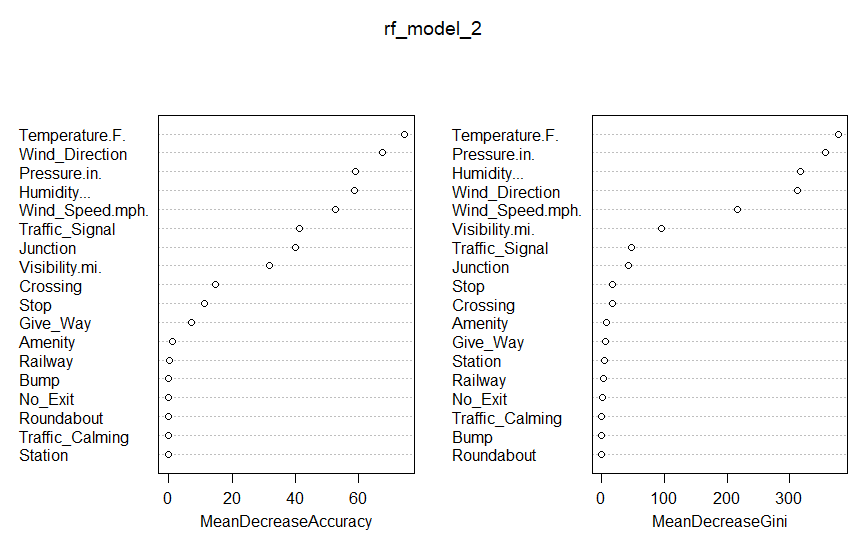 rf_model_2
Temperature.F.
Wind_Direction
Pressure.in.
Humidity...
Wind_Speed.mph.
Traffic_Signal
Junction
Visibility.mi.
Crossing
Stop
Give_Way
Amenity
Railway
Bump
No_Exit
Roundabout
Traffic_Calming
Station
0 20 40 60
MeanDecreaseAccuracy
Temperature.F.
Pressure.in.
Humidity...
Wind_Direction
Wind_Speed.mph.
Visibility.mi.
Traffic_Signal
Junction
Stop
Crossing
Amenity
Give_Way
Station
Railway
No_Exit
Traffic_Calming
Bump
Roundabout
0 100 200 300
MeanDecreaseGini